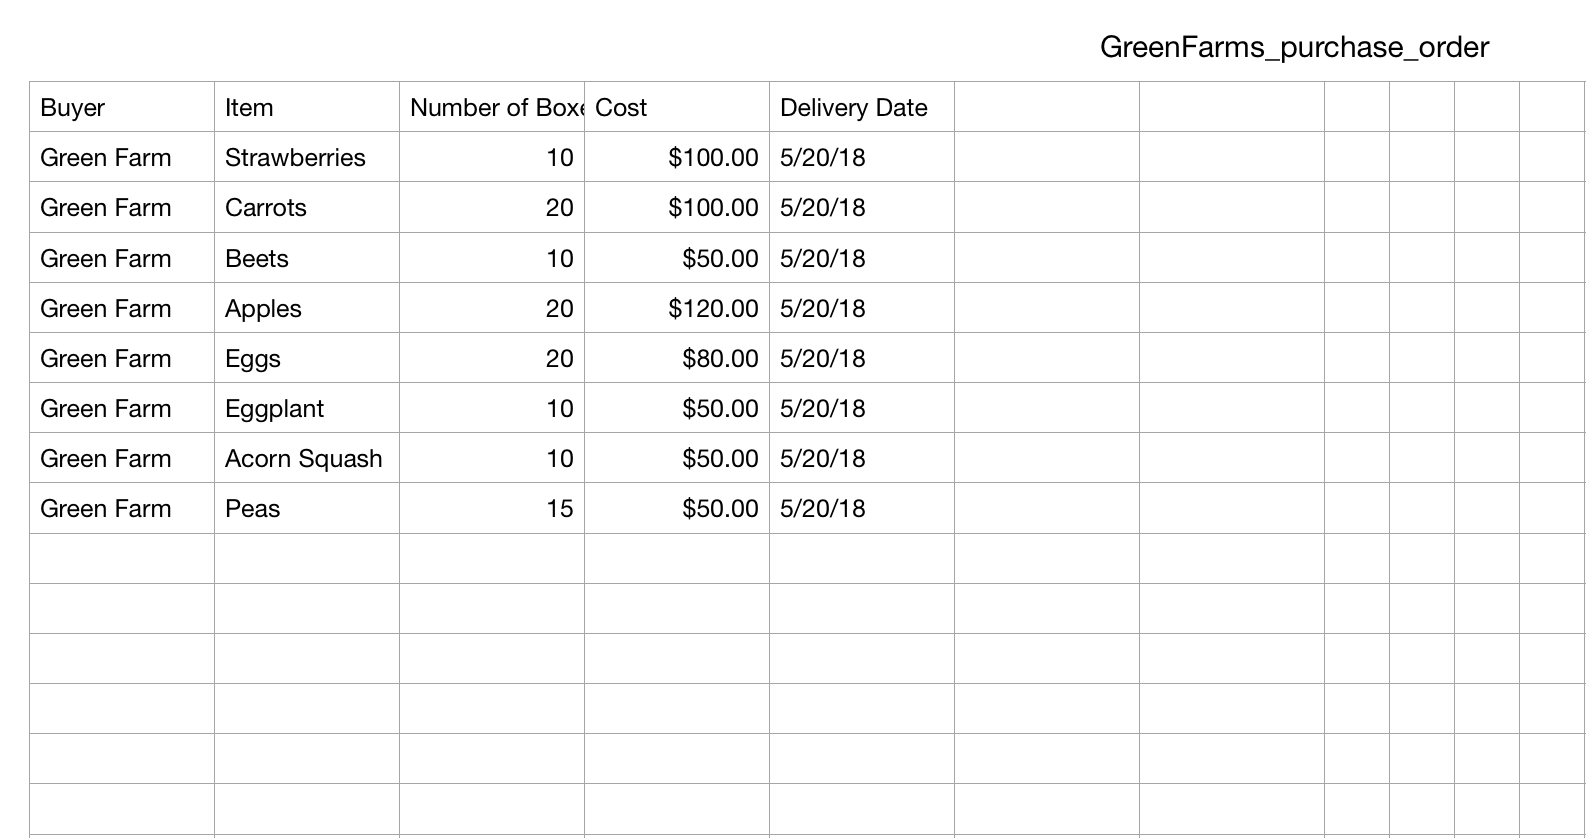 GreenFarms_purchase_order
Buyer Item Number of Boxe Cost Delivery Date
Green Farm Strawberries 10 $100.00 5/20/18
Green Farm Carrots 20 $100.00 5/20/18
Green Farm Beets 10 $50.00 5/20/18
Green Farm Apples 20 $120.00 5/20/18
Green Farm Eggs 20 $80.00 5/20/18
Green Farm Eggplant 10 $50.00 5/20/18
Green Farm Acorn Squash 10 $50.00 5/20/18
Green Farm Peas 15 $50.00 5/20/18